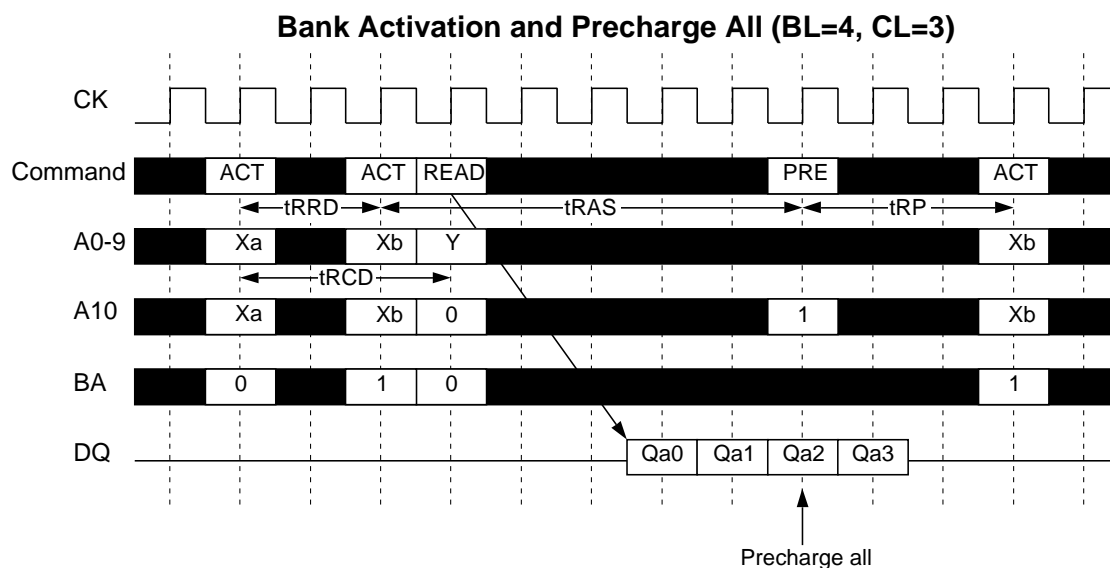 Bank Activation and Precharge All (BL=4, CL=3)
CK
Command ACT ACT READ PRE ACT
tRRD tRAS tRP
A0-9 Xa Xb Y Xb
tRCD
A10 Xa Xb 0 1 Xb
BA 0 1 0 1
DQ Qa0 Qa1 Qa2 Qa3
Precharge all